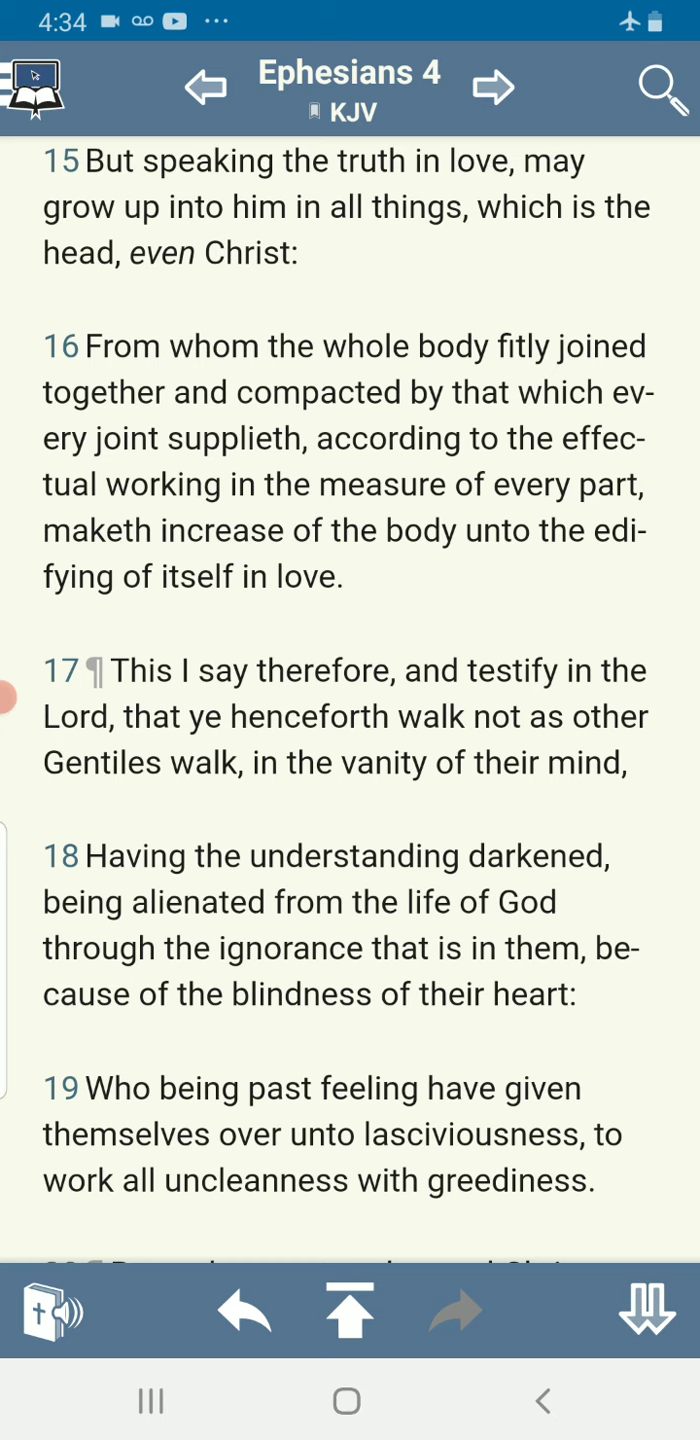 4:34
Ephesians 4
KJV
15 But speaking the truth in love, may
grow up into him in all things, which is the
head, even Christ:
16 From whom the whole body fitly joined
together and compacted by that which ev-
ery joint supplieth, according to the effec-
tual working in the measure of every part,
maketh increase of the body unto the edi-
fying of itself in love.
17 ¶ This I say therefore, and testify in the
Lord, that ye henceforth walk not as other
Gentiles walk, in the vanity of their mind,
18 Having the understanding darkened,
being alienated from the life of God
through the ignorance that is in them, be-
cause of the blindness of their heart:
19 Who being past feeling have given
themselves over unto lasciviousness, to
work all uncleanness with greediness.